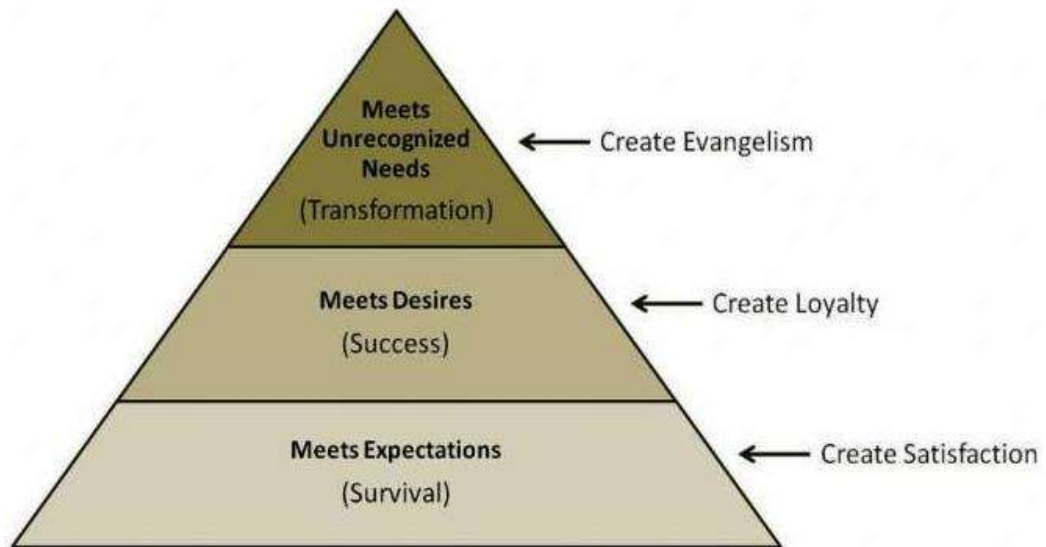 Meets
Unrecognized
Needs
(Transformation)
Create Evangelism
Meets Desires
(Success)
Create Loyalty
Meets Expectations
(Survival)
Create Satisfaction